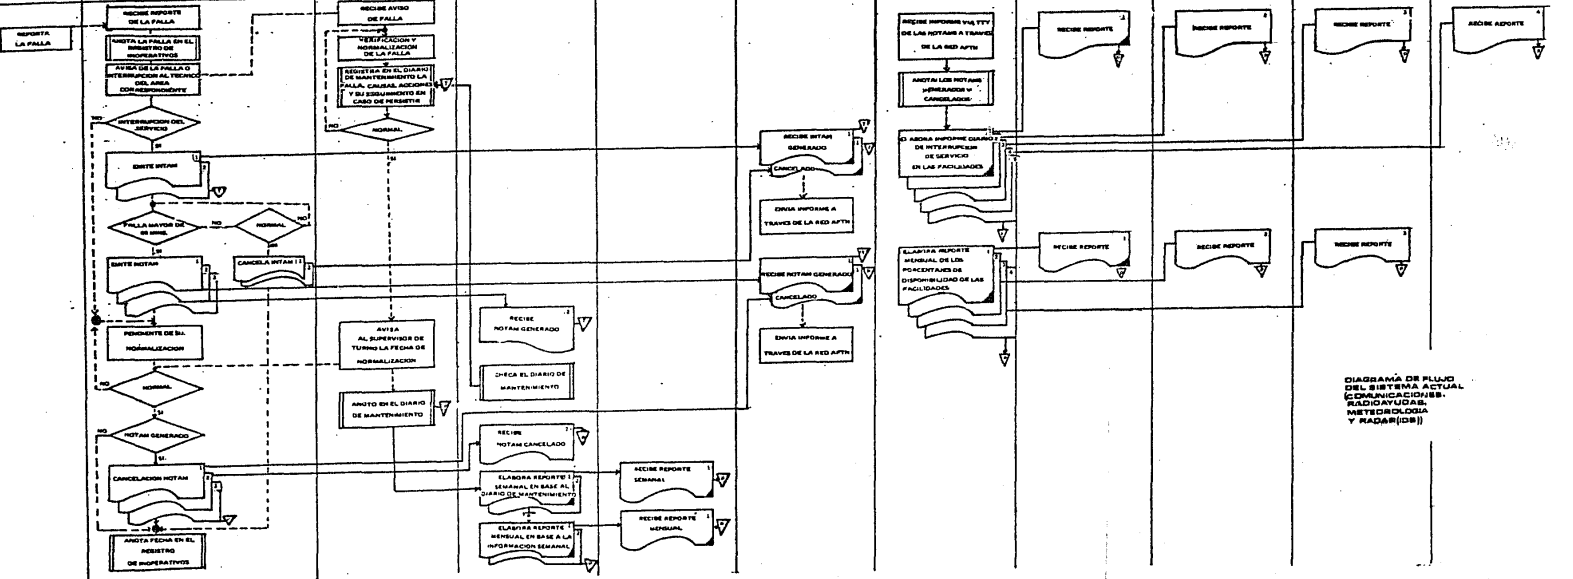 REPORTA
LA FALLA
RECIBE REPORTE
DE LA FALLA
ANOTA LA FALLA EN EL
REGISTRO DE
INOPERATIVOS
AVISA DE LA FALLA O
INTERRUPCION AL TECNICO
DEL AREA
CORRESPONDIENTE
INTERRUPCION DEL
SERVICIO
NO
SI
EMITE INTAM
FALLA MAYOR DE
MINS.
NO
NORMAL
NO
SI
EMITE NOTAM
CANCELA INTAM
PENDIENTE DE SU
NORMALIZACION
NORMAL
NO
SI
NOTAM GENERADO
NO
SI
CANCELACION NOTAM
ANOTA FECHA EN EL
REGISTRO
DE INOPERATIVOS
RECIBE AVISO
DE FALLA
VERIFICACION Y
NORMALIZACION
DE LA FALLA
REGISTRA EN EL DIARIO
DE MANTENIMIENTO LA
FALLA, CAUSAS, ACCIONES
Y SU SEGUIMIENTO EN
CASO DE PERSISTIR
NORMAL
SI
AVISA
AL SUPERVISOR DE
TURNO LA FECHA DE
NORMALIZACION
ANOTO EN EL DIARIO
DE MANTENIMIENTO
RECIBE
NOTAM GENERADO
CHECA EL DIARIO DE
MANTENIMIENTO
RECIBE
NOTAM CANCELADO
ELABORA REPORTE
SEMANAL EN BASE AL
DIARIO DE MANTENIMIENTO
ELABORA REPORTE
MENSUAL EN BASE A LA
INFORMACION SEMANAL
RECIBE REPORTE
SEMANAL
RECIBE REPORTE
MENSUAL
RECIBE INTAM
GENERADO
CANCELADO
ENVIA INFORME A
TRAVES DE LA RED AFTN
RECIBE NOTAM GENERADO
CANCELADO
ENVIA INFORME A
TRAVES DE LA RED AFTN
RECIBE INFORME VIA TTY
DE LAS NOTAMS A TRAVES
DE LA RED AFTN
ANOTA LOS NOTAMS
GENERADOS Y
CANCELADOS
ELABORA INFORME DIARIO
DE INTERRUPCION
DE SERVICIO
EN LAS FACILIDADES
ELABORA REPORTE
MENSUAL DE LOS
PORCENTAJES DE
DISPONIBILIDAD DE LAS
FACILIDADES
RECIBE REPORTE
RECIBE REPORTE
RECIBE REPORTE
RECIBE REPORTE
RECIBE REPORTE
RECIBE REPORTE
RECIBE REPORTE
DIAGRAMA DE FLUJO
DEL SISTEMA ACTUAL
(COMUNICACIONES,
RADIOAYUDAS,
METEOROLOGIA
Y RADAR(IDS))